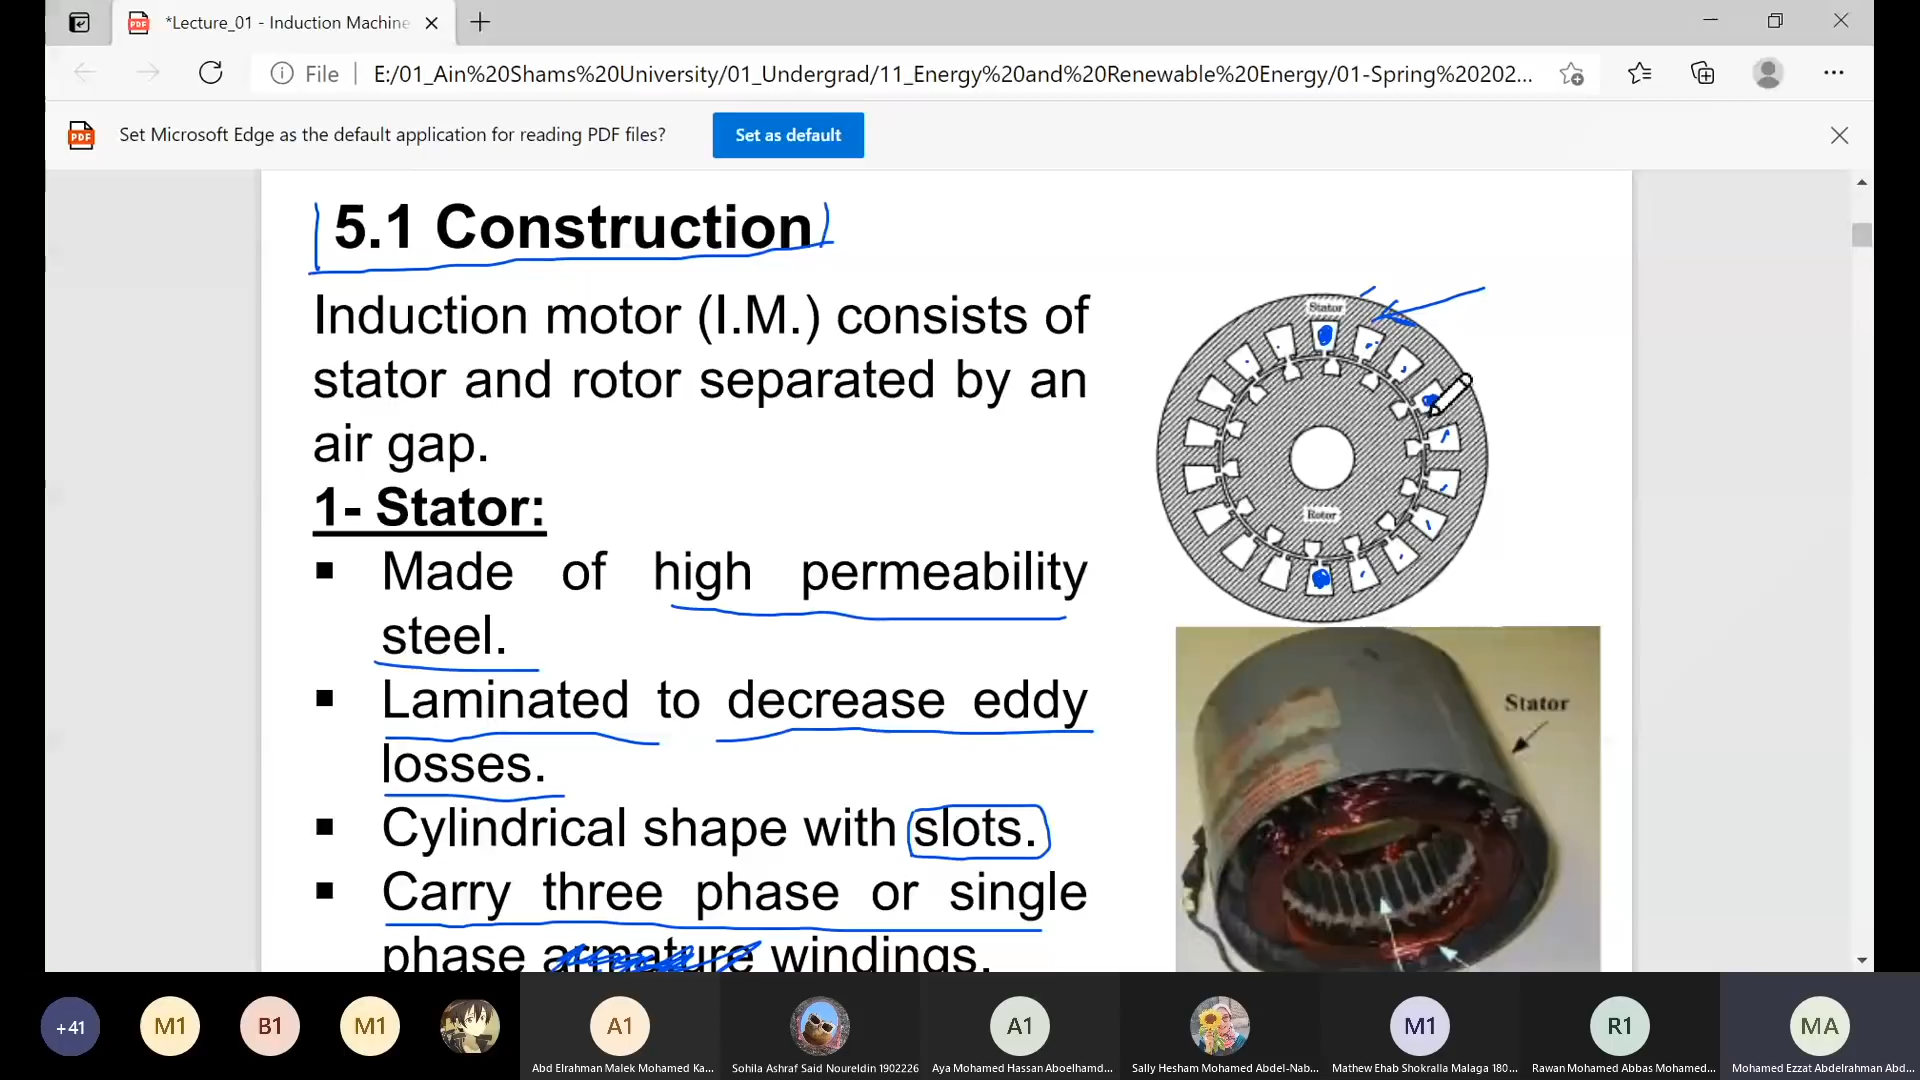 *Lecture_01 - Induction Machine
File
E:/01_Ain%20Shams%20University/01_Undergrad/11_Energy%20and%20Renewable%20Energy/01-Spring%20202...
PDF
Set Microsoft Edge as the default application for reading PDF files?
Set as default
5.1 Construction
Induction motor (I.M.) consists of
stator and rotor separated by an
air gap.
1- Stator:
▪ Made of high permeability
steel.
▪ Laminated to decrease eddy
losses.
▪ Cylindrical shape with slots.
▪ Carry three phase or single
phase armature windings.
Stator
Rotor
Stator
+41
M1
B1
M1
A1
A1
M1
R1
MA
Abd Elrahman Malek Mohamed Ka...
Sohila Ashraf Said Noureldin 1902226
Aya Mohamed Hassan Aboelhamd...
Sally Hesham Mohamed Abdel-Nab...
Mathew Ehab Shokralla Malaga 180...
Rawan Mohamed Abbas Mohamed...
Mohamed Ezzat Abdelrahman Abd...